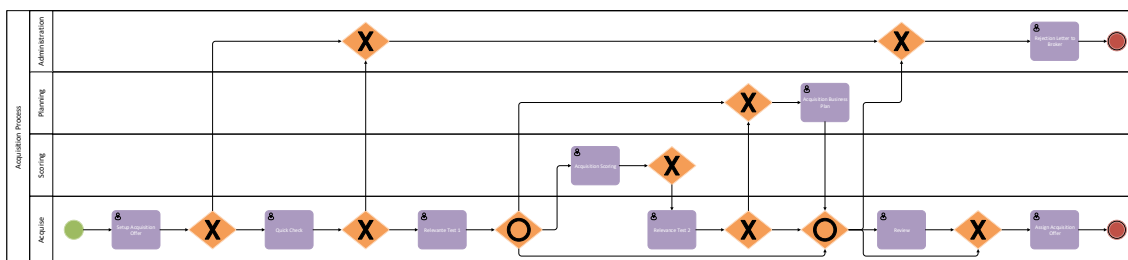 Acquisition Process
Administration
Rejection Letter to
Broker
Planning
Acquisition Business
Plan
Scoring
Acquisition Scoring
Acquise
Setup Acquisition
Offer
Quick Check
Relevance Test 1
Relevance Test 2
Review
Assign Acquisition
Offer